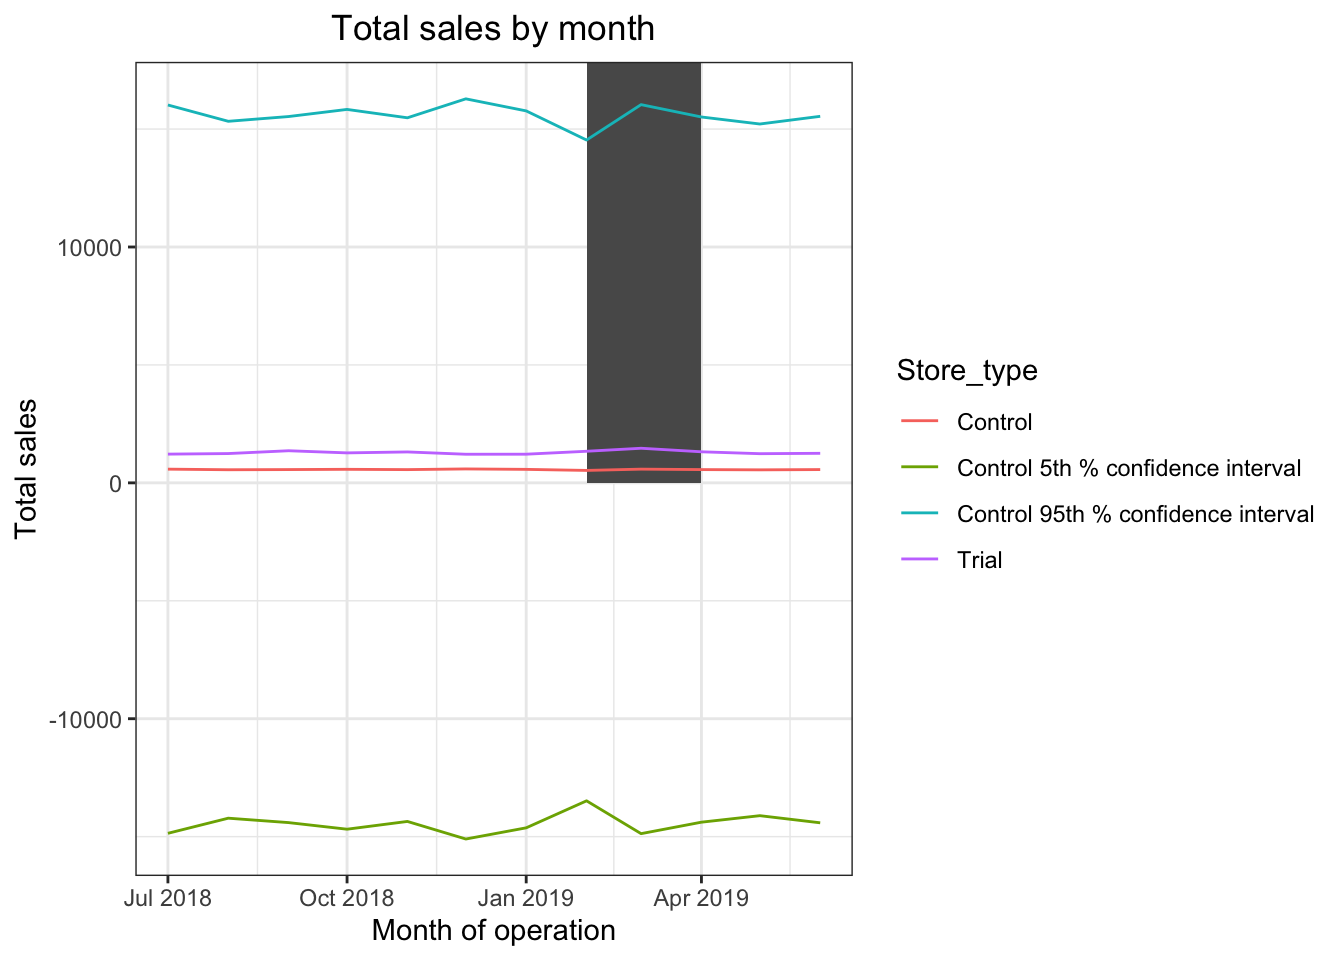 Total sales by month
Total sales
10000
0
-10000
Jul 2018
Oct 2018
Jan 2019
Apr 2019
Month of operation
Store_type
Control
Control 5th % confidence interval
Control 95th % confidence interval
Trial